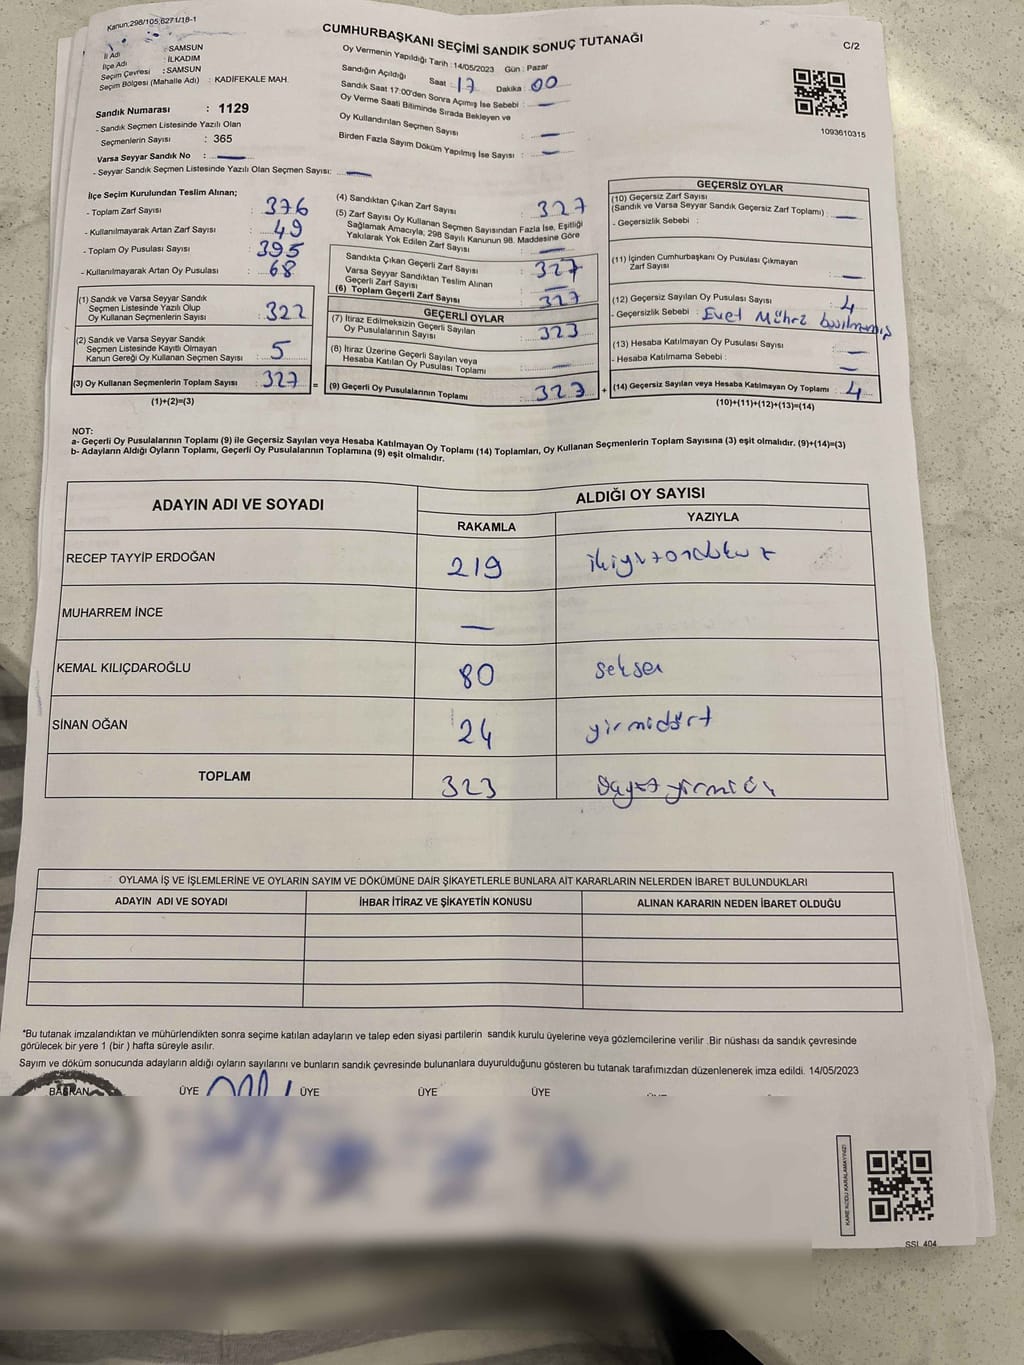 Kanun;298/105,6271/18-1
CUMHURBAŞKANI SEÇİMİ SANDIK SONUÇ TUTANAĞI
C/2
İl Adı : SAMSUN
İlçe Adı : İLKADIM
Seçim Çevresi : SAMSUN
Seçim Bölgesi (Mahalle Adı) : KADİFEKALE MAH.
Sandık Numarası : 1129
- Sandık Seçmen Listesinde Yazılı Olan
Seçmenlerin Sayısı : 365
Varsa Seyyar Sandık No : —
- Seyyar Sandık Seçmen Listesinde Yazılı Olan Seçmen Sayısı: —
Oy Vermenin Yapıldığı Tarih : 14/05/2023 Gün : Pazar
Sandığın Açıldığı Saat : 17 Dakika : 00
Sandık Saat 17:00'den Sonra Açımış İse Sebebi : —
Oy Verme Saati Bitiminde Sırada Bekleyen ve
Oy Kullandırılan Seçmen Sayısı : —
Birden Fazla Sayım Döküm Yapılmış İse Sayısı : —
1093610315
İlçe Seçim Kurulundan Teslim Alınan;
- Toplam Zarf Sayısı : 376
- Kullanılmayarak Artan Zarf Sayısı : 49
- Toplam Oy Pusulası Sayısı : 395
- Kullanılmayarak Artan Oy Pusulası : 68
(1) Sandık ve Varsa Seyyar Sandık
Seçmen Listesinde Yazılı Olup
Oy Kullanan Seçmenlerin Sayısı : 322
(2) Sandık ve Varsa Seyyar Sandık
Seçmen Listesinde Kayıtlı Olmayan
Kanun Gereği Oy Kullanan Seçmen Sayısı : 5
(3) Oy Kullanan Seçmenlerin Toplam Sayısı : 327 =
(1)+(2)=(3)
(4) Sandıktan Çıkan Zarf Sayısı : 327
(5) Zarf Sayısı Oy Kullanan Seçmen Sayısından Fazla İse, Eşitliği
Sağlamak Amacıyla, 298 Sayılı Kanunun 98. Maddesine Göre
Yakılarak Yok Edilen Zarf Sayısı : —
Sandıkta Çıkan Geçerli Zarf Sayısı : 327
Varsa Seyyar Sandıktan Teslim Alınan
Geçerli Zarf Sayısı : —
(6) Toplam Geçerli Zarf Sayısı : 327
GEÇERLİ OYLAR
(7) İtiraz Edilmeksizin Geçerli Sayılan
Oy Pusulalarının Sayısı : 323
(8) İtiraz Üzerine Geçerli Sayılan veya
Hesaba Katılan Oy Pusulası Toplamı : —
(9) Geçerli Oy Pusulalarının Toplamı : 323 +
GEÇERSİZ OYLAR
(10) Geçersiz Zarf Sayısı
(Sandık ve Varsa Seyyar Sandık Geçersiz Zarf Toplamı) : —
- Geçersizlik Sebebi :
(11) İçinden Cumhurbaşkanı Oy Pusulası Çıkmayan
Zarf Sayısı : —
(12) Geçersiz Sayılan Oy Pusulası Sayısı : 4
- Geçersizlik Sebebi : Evet Mührü basılmamış
(13) Hesaba Katılmayan Oy Pusulası Sayısı : —
- Hesaba Katılmama Sebebi : —
(14) Geçersiz Sayılan veya Hesaba Katılmayan Oy Toplamı : 4
(10)+(11)+(12)+(13)=(14)
NOT:
a- Geçerli Oy Pusulalarının Toplamı (9) ile Geçersiz Sayılan veya Hesaba Katılmayan Oy Toplamı (14) Toplamları, Oy Kullanan Seçmenlerin Toplam Sayısına (3) eşit olmalıdır. (9)+(14)=(3)
b- Adayların Aldığı Oyların Toplamı, Geçerli Oy Pusulalarının Toplamına (9) eşit olmalıdır.
ADAYIN ADI VE SOYADI ALDIĞI OY SAYISI
RAKAMLA YAZIYLA
RECEP TAYYİP ERDOĞAN 219 ikiyüzondokuz
MUHARREM İNCE —
KEMAL KILIÇDAROĞLU 80 seksen
SİNAN OĞAN 24 yirmidört
TOPLAM 323 üçyüzyirmiüç
OYLAMA İŞ VE İŞLEMLERİNE VE OYLARIN SAYIM VE DÖKÜMÜNE DAİR ŞİKAYETLERLE BUNLARA AİT KARARLARIN NELERDEN İBARET BULUNDUKLARI
ADAYIN ADI VE SOYADI İHBAR İTİRAZ VE ŞİKAYETİN KONUSU ALINAN KARARIN NEDEN İBARET OLDUĞU
*Bu tutanak imzalandıktan ve mühürlendikten sonra seçime katılan adayların ve talep eden siyasi partilerin sandık kurulu üyelerine veya gözlemcilerine verilir .Bir nüshası da sandık çevresinde
görülecek bir yere 1 (bir ) hafta süreyle asılır.
Sayım ve döküm sonucunda adayların aldığı oyların sayılarını ve bunların sandık çevresinde bulunanlara duyurulduğunu gösteren bu tutanak tarafımızdan düzenlenerek imza edildi. 14/05/2023
BAŞKAN ÜYE ÜYE ÜYE ÜYE
KARE KODU KARALAMAYINIZ!
SSI 404